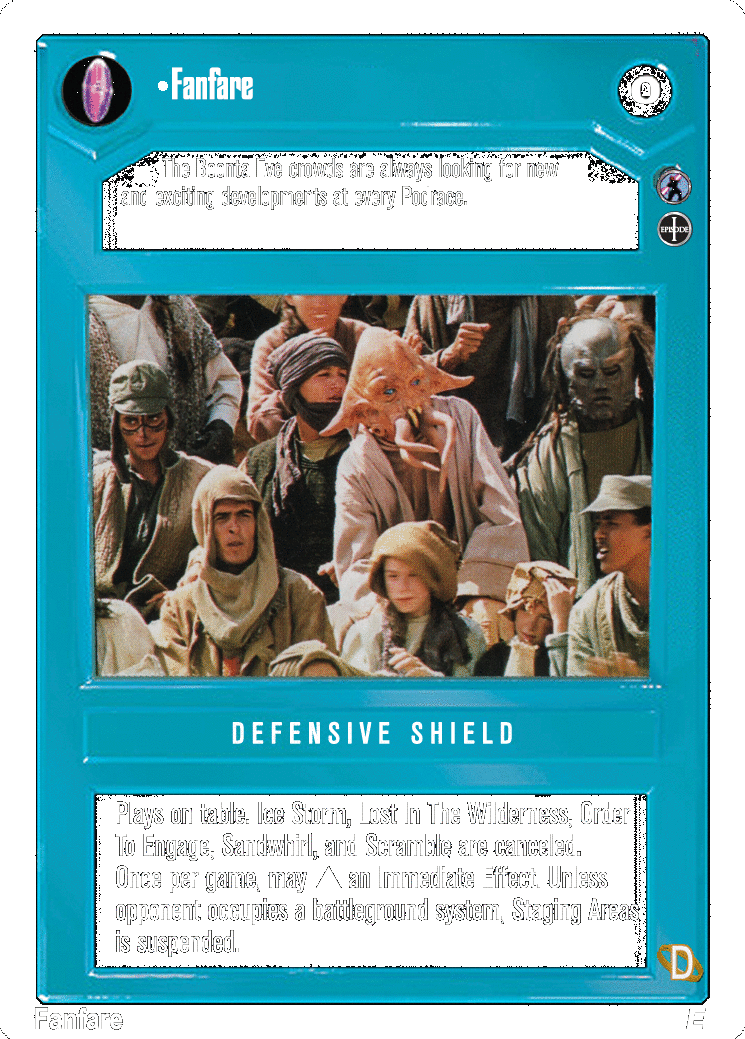 •Fanfare
0
The Boonta Eve crowds are always looking for new
and exciting developments at every Podrace.
EPISODE
I
DEFENSIVE SHIELD
Plays on table. Ice Storm, Lost In The Wilderness, Order
To Engage, Sandwhirl, and Scramble are canceled.
Once per game, may △ an Immediate Effect. Unless
opponent occupies a battleground system, Staging Areas
is suspended.
D
Fanfare
E